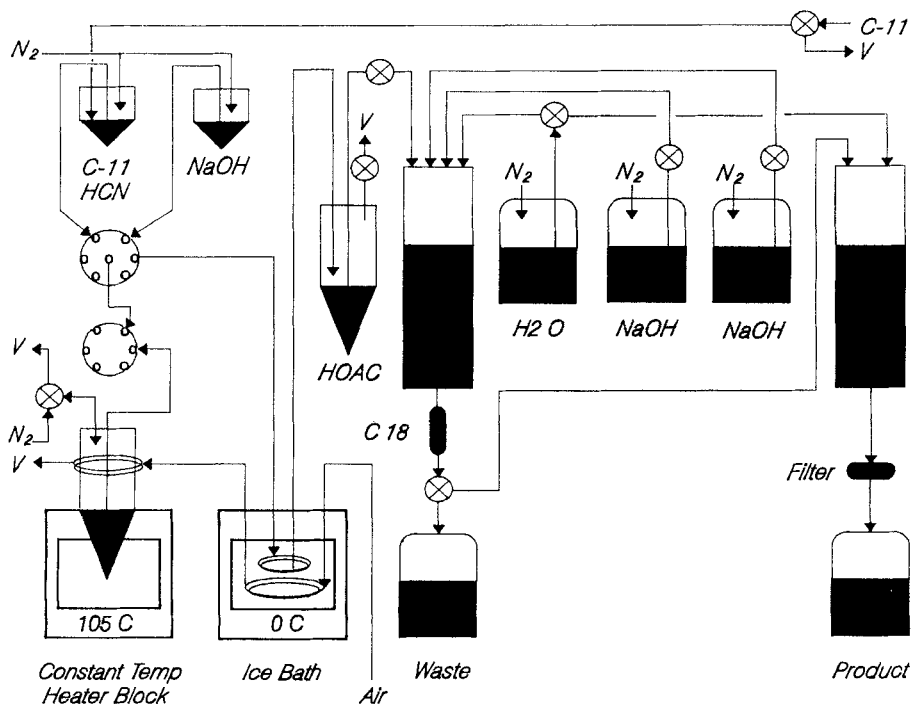 C-11
V
N2
C-11
HCN
NaOH
V
N2
N2
N2
H2 O
NaOH
NaOH
HOAC
V
N2
V
C 18
Filter
105 C
0 C
Constant Temp
Heater Block
Ice Bath
Air
Waste
Product